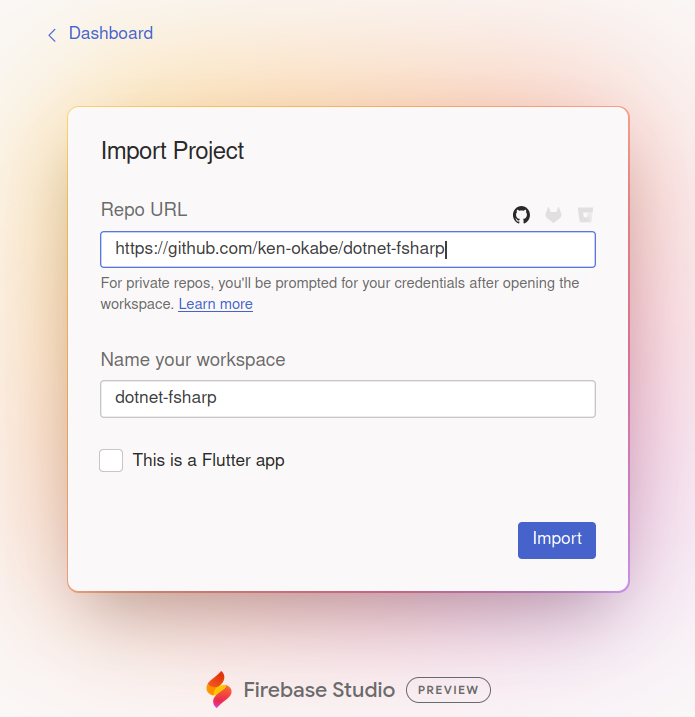 Dashboard
Import Project
Repo URL
https://github.com/ken-okabe/dotnet-fsharp
For private repos, you'll be prompted for your credentials after opening the
workspace. Learn more
Name your workspace
dotnet-fsharp
This is a Flutter app
Import
Firebase Studio PREVIEW